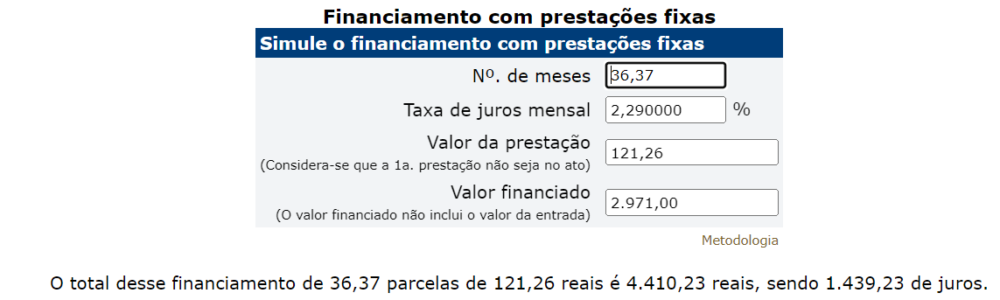 Financiamento com prestações fixas
Simule o financiamento com prestações fixas
Nº. de meses 36,37
Taxa de juros mensal 2,290000 %
Valor da prestação
(Considera-se que a 1a. prestação não seja no ato) 121,26
Valor financiado
(O valor financiado não inclui o valor da entrada) 2.971,00
Metodologia
O total desse financiamento de 36,37 parcelas de 121,26 reais é 4.410,23 reais, sendo 1.439,23 de juros.